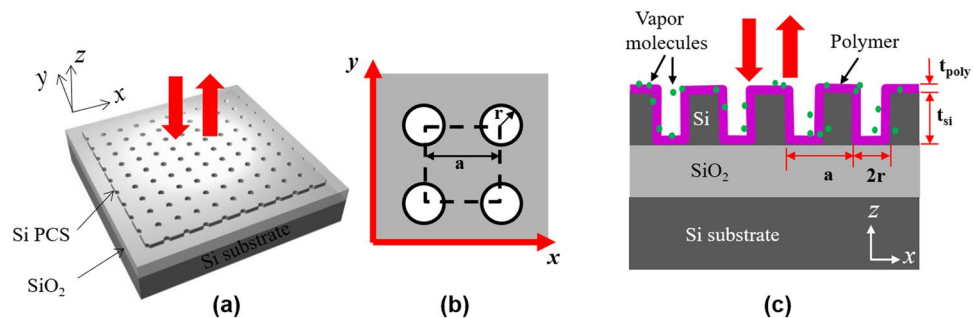 z
y
x
Si PCS
SiO2
Si substrate
(a)
y
r
a
x
(b)
Vapor
molecules
Polymer
tpoly
tsi
Si
SiO2
a
2r
Si substrate
z
x
(c)